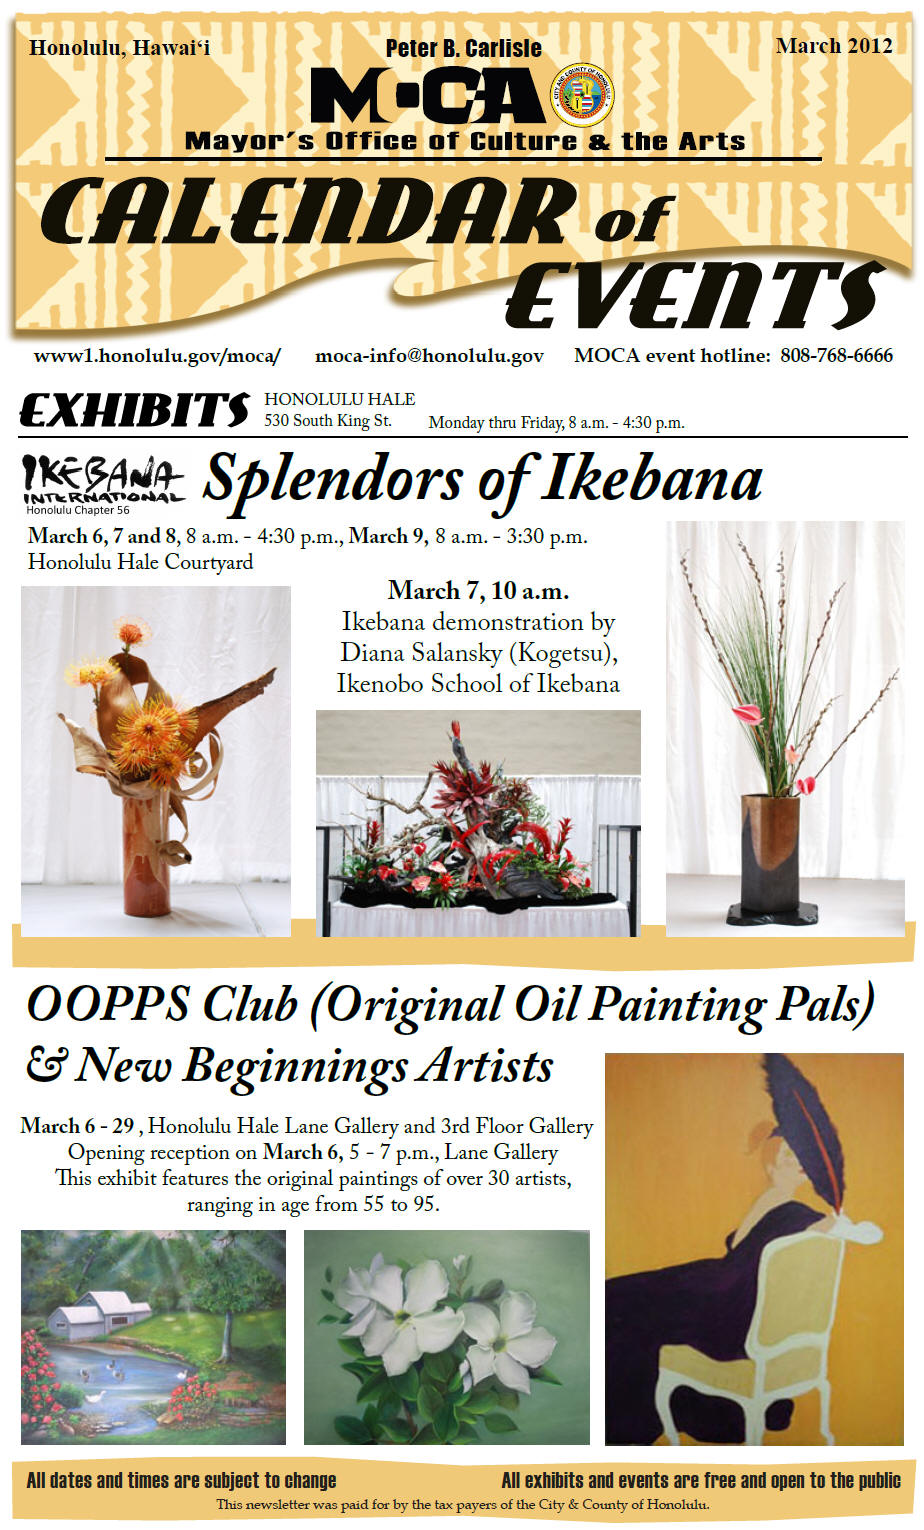 Honolulu, Hawai‘i
Peter B. Carlisle
March 2012
MOCA
CITY AND COUNTY OF HONOLULU
Mayor's Office of Culture & the Arts
CALENDAR of
EVENTS
www1.honolulu.gov/moca/ moca-info@honolulu.gov MOCA event hotline: 808-768-6666
EXHIBITS
HONOLULU HALE
530 South King St. Monday thru Friday, 8 a.m. - 4:30 p.m.
IKEBANA
INTERNATIONAL
Honolulu Chapter 56
Splendors of Ikebana
March 6, 7 and 8, 8 a.m. - 4:30 p.m., March 9, 8 a.m. - 3:30 p.m.
Honolulu Hale Courtyard
March 7, 10 a.m.
Ikebana demonstration by
Diana Salansky (Kogetsu),
Ikenobo School of Ikebana
OOPPS Club (Original Oil Painting Pals)
& New Beginnings Artists
March 6 - 29 , Honolulu Hale Lane Gallery and 3rd Floor Gallery
Opening reception on March 6, 5 - 7 p.m., Lane Gallery
This exhibit features the original paintings of over 30 artists,
ranging in age from 55 to 95.
All dates and times are subject to change
All exhibits and events are free and open to the public
This newsletter was paid for by the tax payers of the City & County of Honolulu.